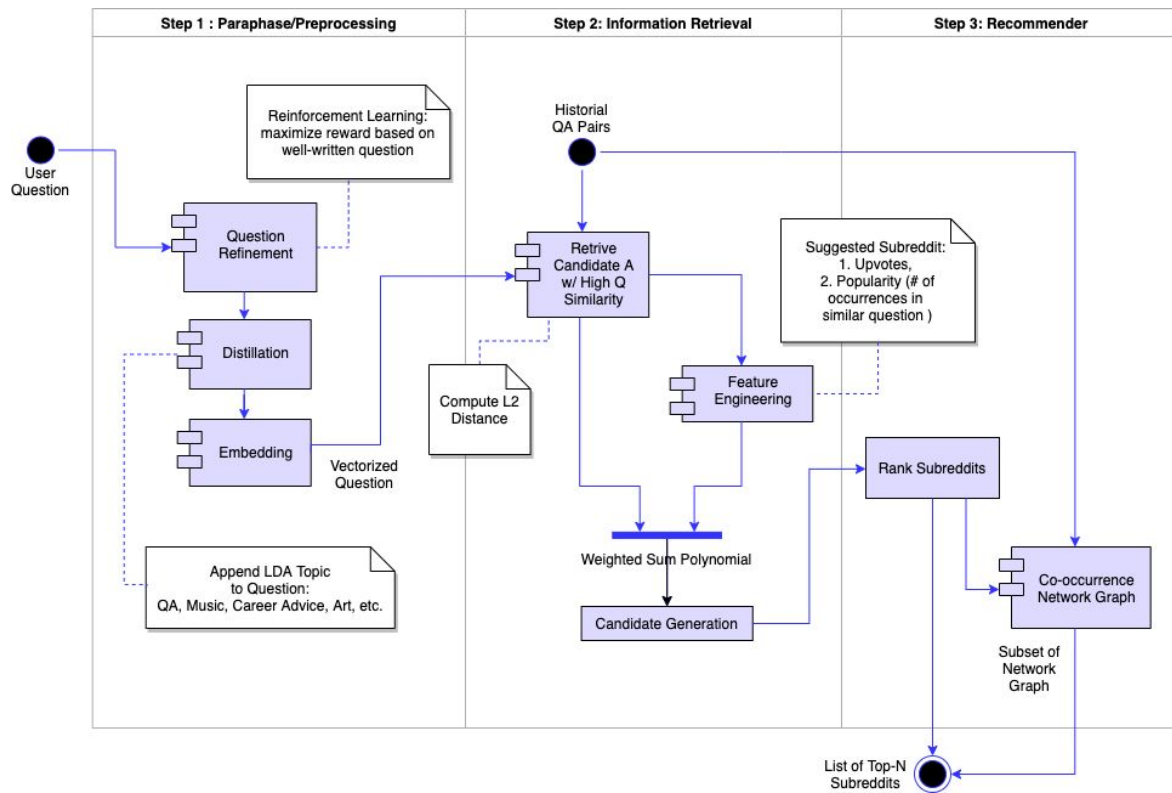 Step 1 : Paraphase/Preprocessing
Step 2: Information Retrieval
Step 3: Recommender
Reinforcement Learning:
maximize reward based on
well-written question
User
Question
Question
Refinement
Distillation
Embedding
Vectorized
Question
Append LDA Topic
to Question:
QA, Music, Career Advice, Art, etc.
Historial
QA Pairs
Retrive
Candidate A
w/ High Q
Similarity
Compute L2
Distance
Suggested Subreddit:
1. Upvotes,
2. Popularity (# of
occurrences in
similar question )
Feature
Engineering
Weighted Sum Polynomial
Candidate Generation
Rank Subreddits
Co-occurrence
Network Graph
Subset of
Network
Graph
List of Top-N
Subreddits